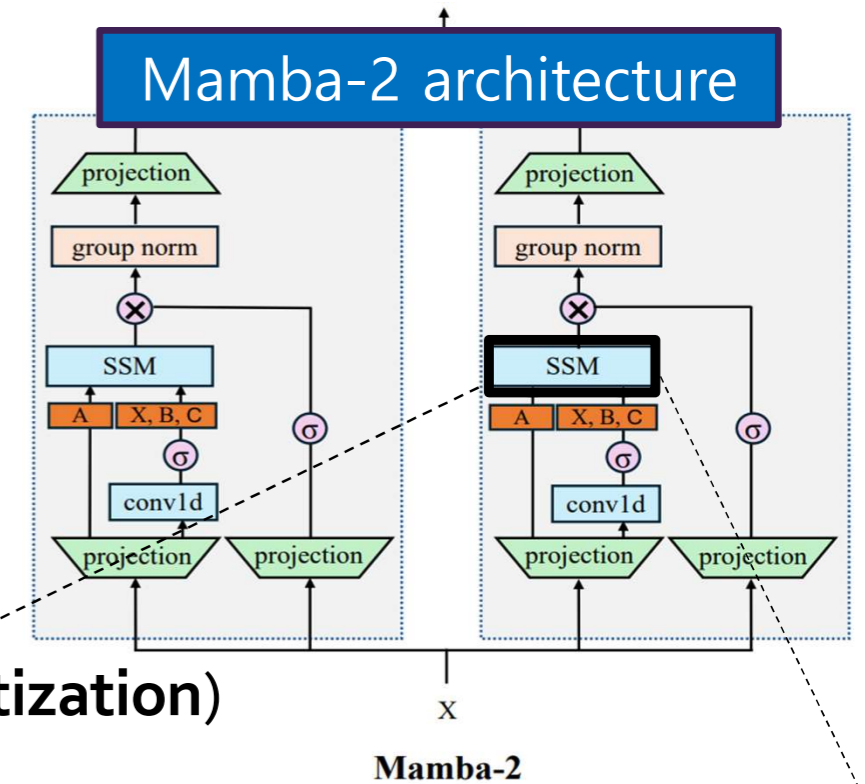 Mamba-2 architecture
projection projection
group norm group norm
× ×
SSM SSM
A X, B, C σ A X, B, C σ
σ σ
conv1d conv1d
projection projection projection projection
tization)
X
Mamba-2